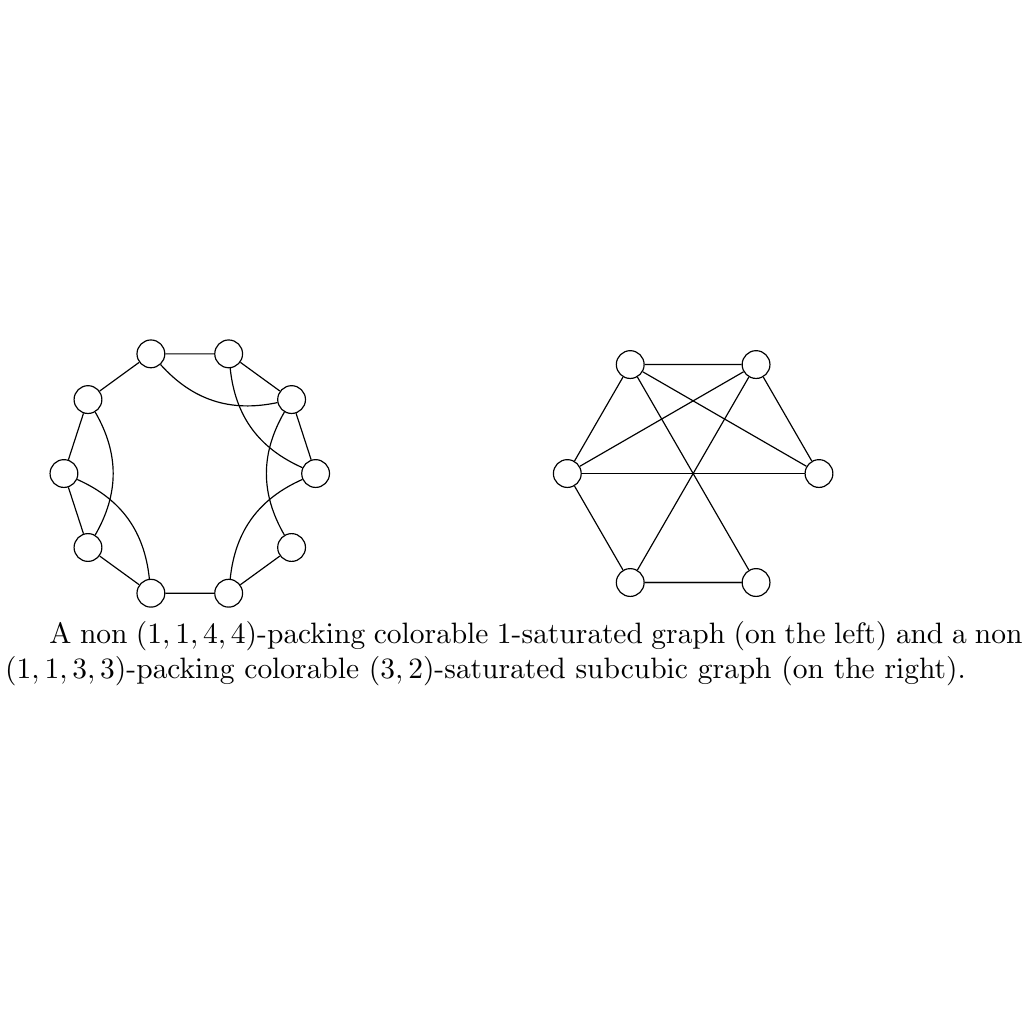 A non (1, 1, 4, 4)-packing colorable 1-saturated graph (on the left) and a non
(1, 1, 3, 3)-packing colorable (3, 2)-saturated subcubic graph (on the right).